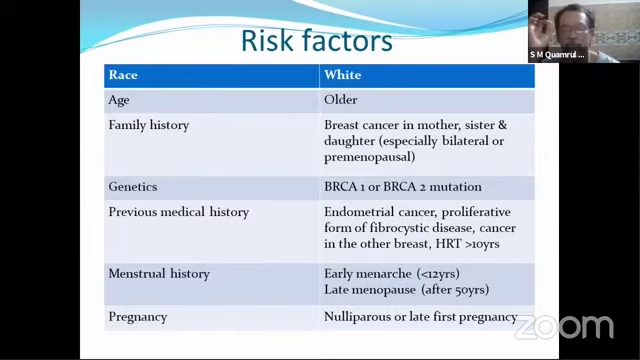 Risk factors
S M Quamrul ...
Race White
Age Older
Family history Breast cancer in mother, sister &
daughter (especially bilateral or
premenopausal)
Genetics BRCA 1 or BRCA 2 mutation
Previous medical history Endometrial cancer, proliferative
form of fibrocystic disease, cancer
in the other breast, HRT >10yrs
Menstrual history Early menarche (<12yrs)
Late menopause (after 50yrs)
Pregnancy Nulliparous or late first pregnancy
zoom